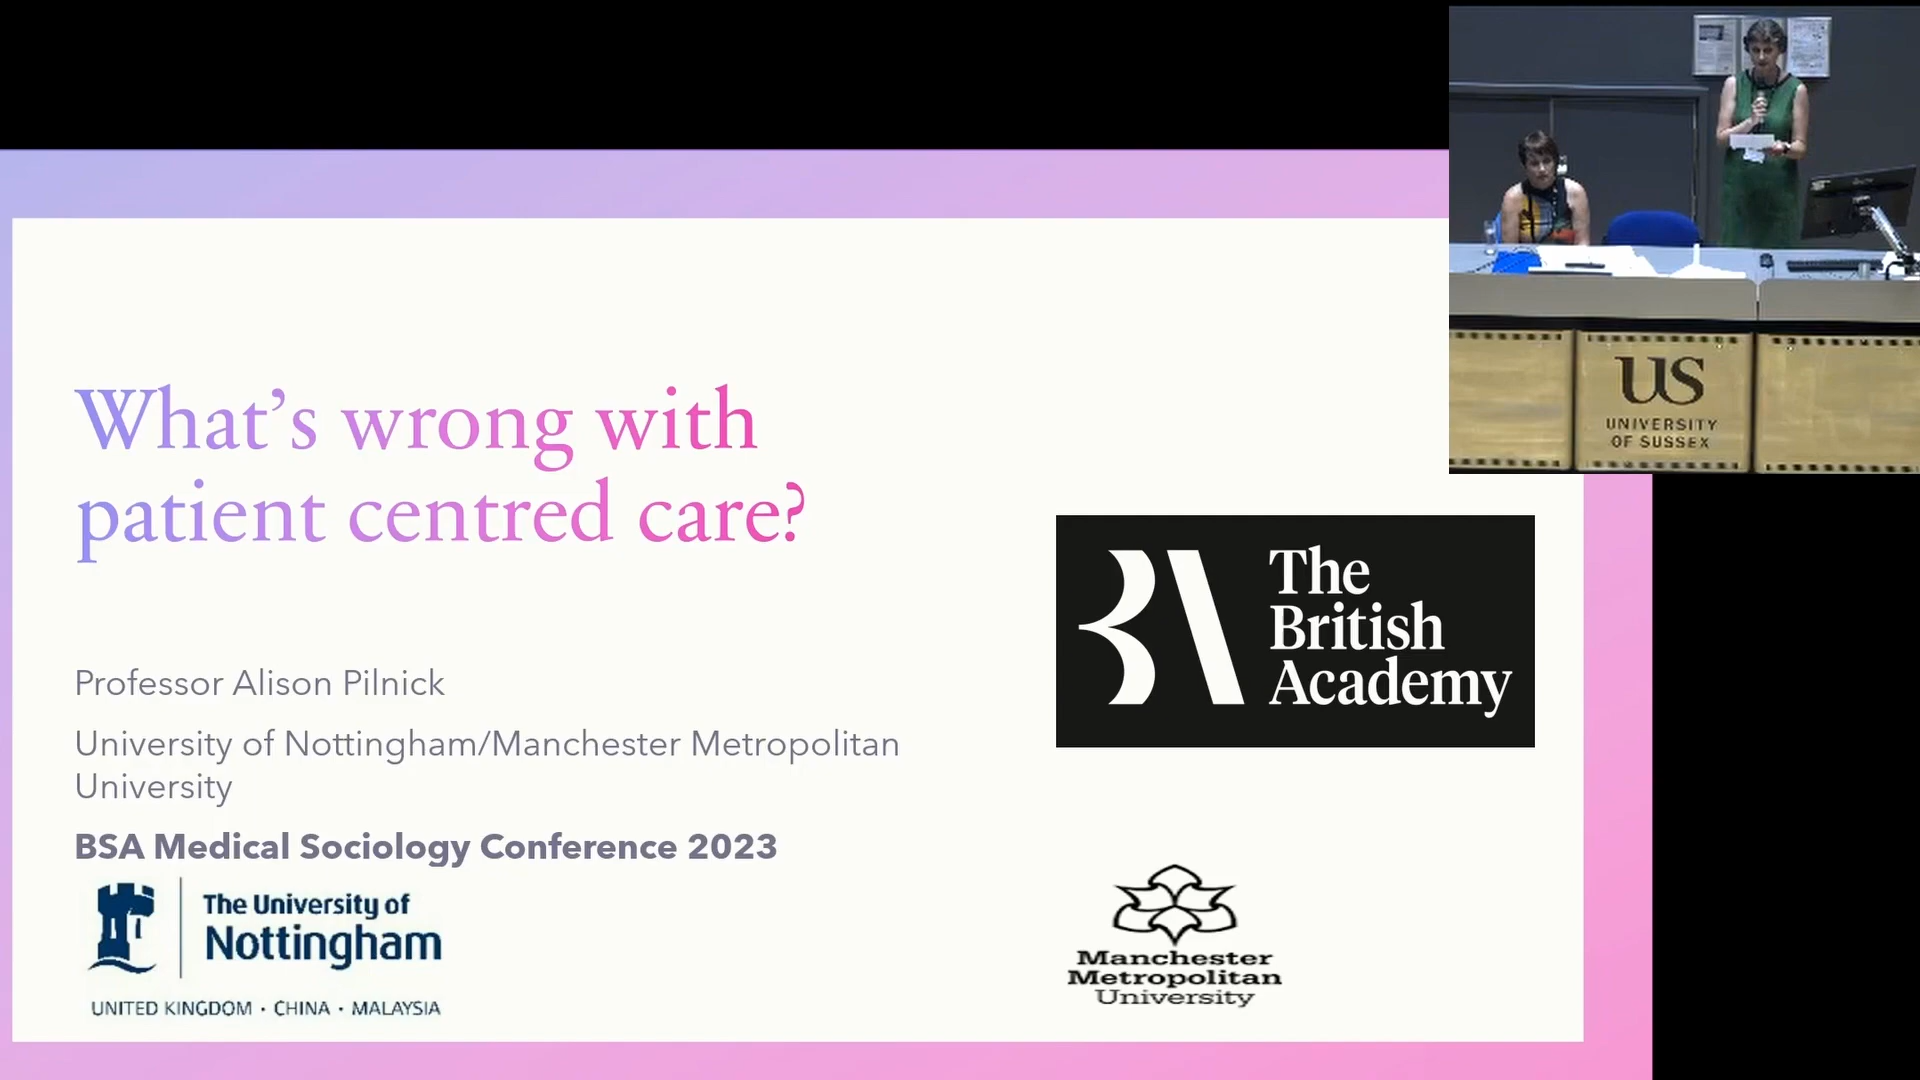 What's wrong with
patient centred care?
Professor Alison Pilnick
University of Nottingham/Manchester Metropolitan
University
BSA Medical Sociology Conference 2023
The University of
Nottingham
UNITED KINGDOM • CHINA • MALAYSIA
The
British
Academy
Manchester
Metropolitan
University
US
UNIVERSITY
OF SUSSEX